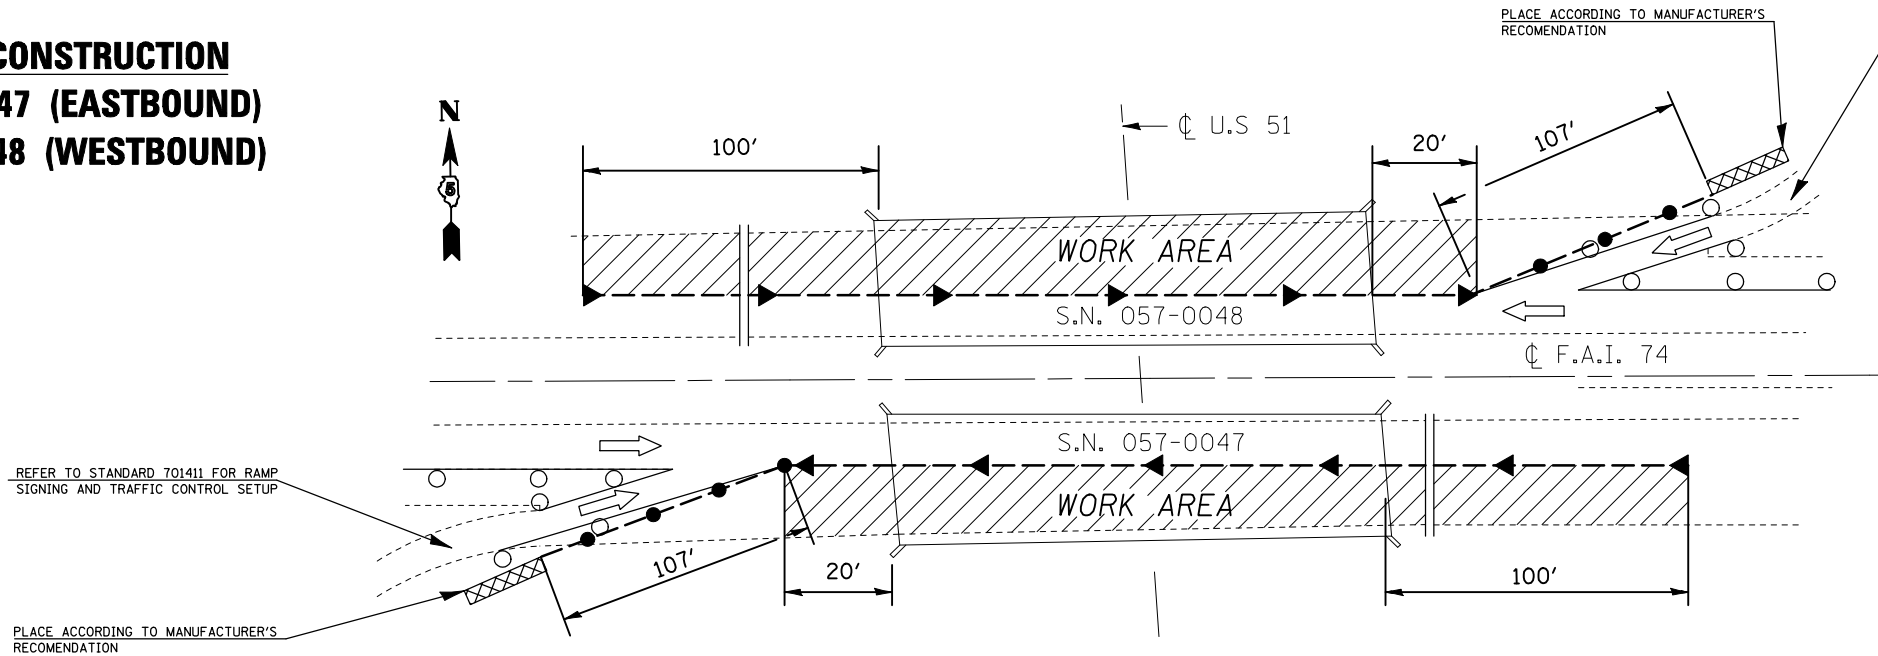 CONSTRUCTION
47 (EASTBOUND)
48 (WESTBOUND)
PLACE ACCORDING TO MANUFACTURER'S
RECOMENDATION
N
5
100'
℄ U.S 51
20'
107'
WORK AREA
S.N. 057-0048
℄ F.A.I. 74
S.N. 057-0047
WORK AREA
REFER TO STANDARD 701411 FOR RAMP
SIGNING AND TRAFFIC CONTROL SETUP
107'
20'
100'
PLACE ACCORDING TO MANUFACTURER'S
RECOMENDATION